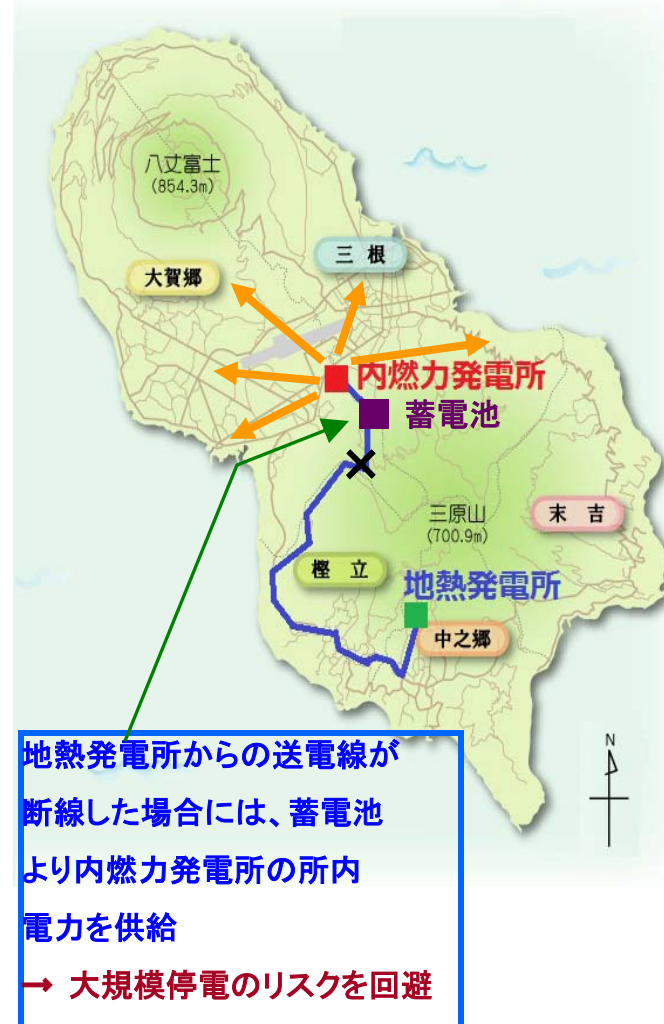 八丈富士
(854.3m)
三 根
大賀郷
内燃力発電所
蓄電池
三原山
(700.9m)
末 吉
樫 立
地熱発電所
中之郷
N
地熱発電所からの送電線が
断線した場合には、蓄電池
より内燃力発電所の所内
電力を供給
→ 大規模停電のリスクを回避